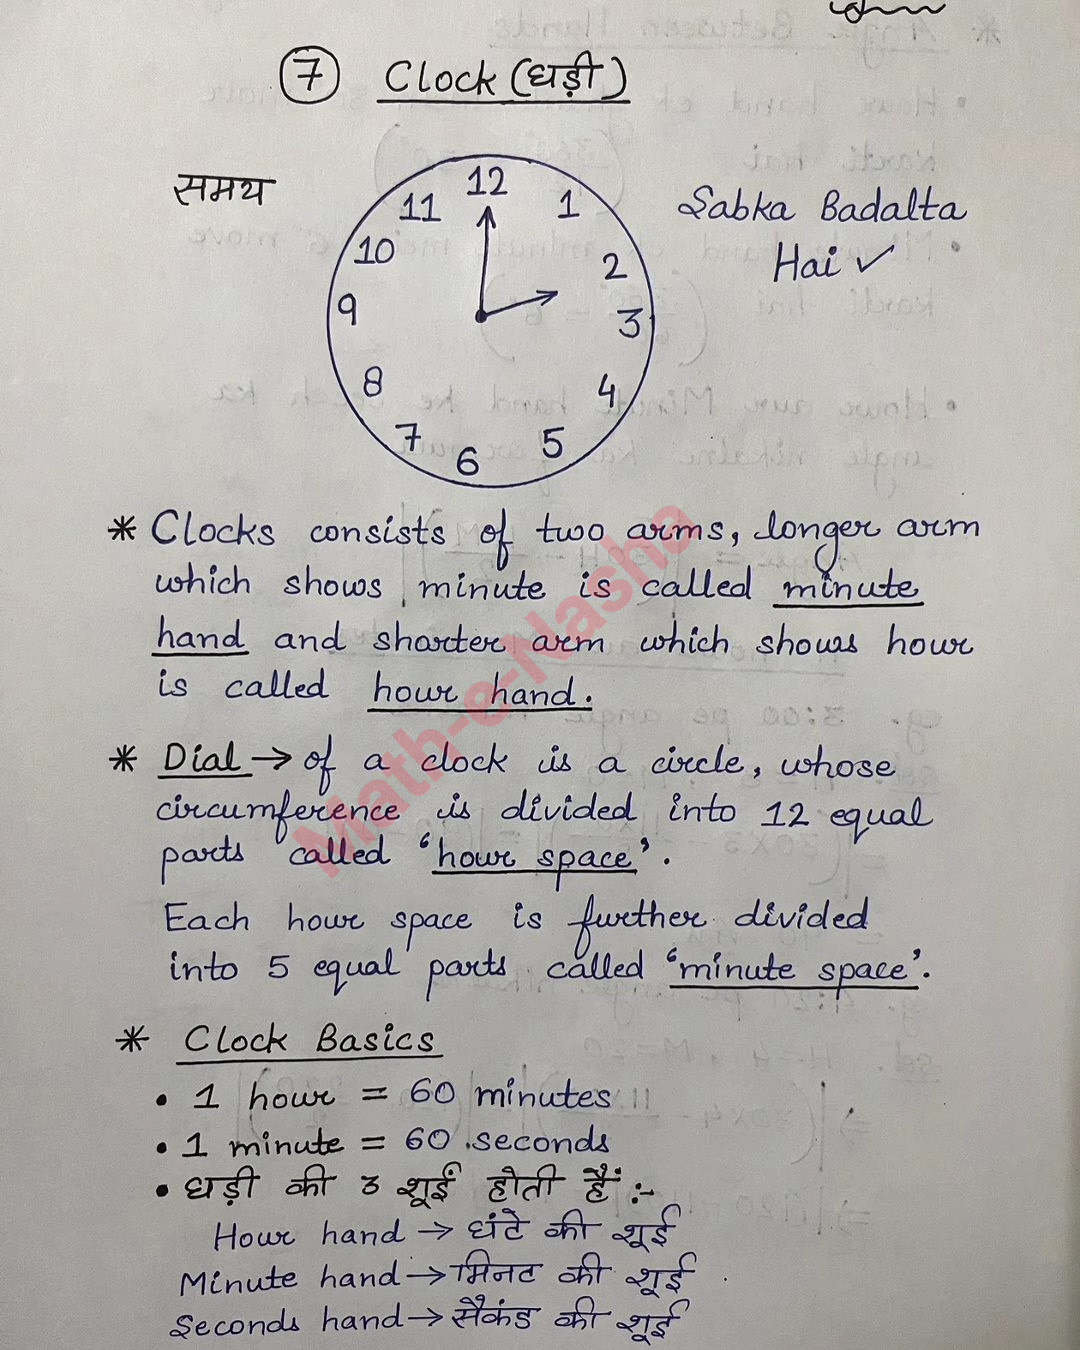 7 Clock (घड़ी)
समय
12
11 1
10 2
9 3
8 4
7 5
6
Sabka Badalta
Hai ✓
* Clocks consists of two arms, longer arm
which shows minute is called minute
hand and shorter arm which shows hour
is called hour hand.
* Dial → of a clock is a circle, whose
circumference is divided into 12 equal
parts called ‘hour space’.
Each hour space is further divided
into 5 equal parts called ‘minute space’.
* Clock Basics
• 1 hour = 60 minutes
• 1 minute = 60 seconds
• घड़ी की 3 शूई होती हैं :-
Hour hand → घंटे की शूई
Minute hand → मिनट की शूई
Seconds hand → सैकंड की शूई
Math-e-Nasha